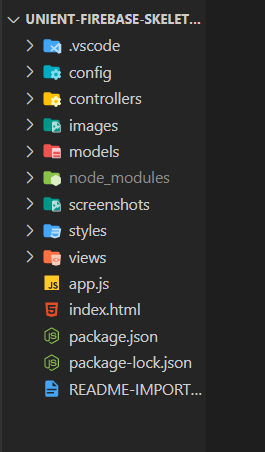 UNIENT-FIREBASE-SKELET...
.vscode
config
controllers
images
models
node_modules
screenshots
styles
views
JS app.js
index.html
package.json
package-lock.json
README-IMPORT...